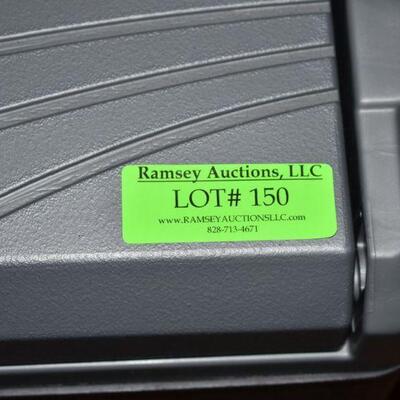 Ramsey Auctions, LLC
LOT# 150
www.RAMSEYAUCTIONSLLC.com
828-713-4671